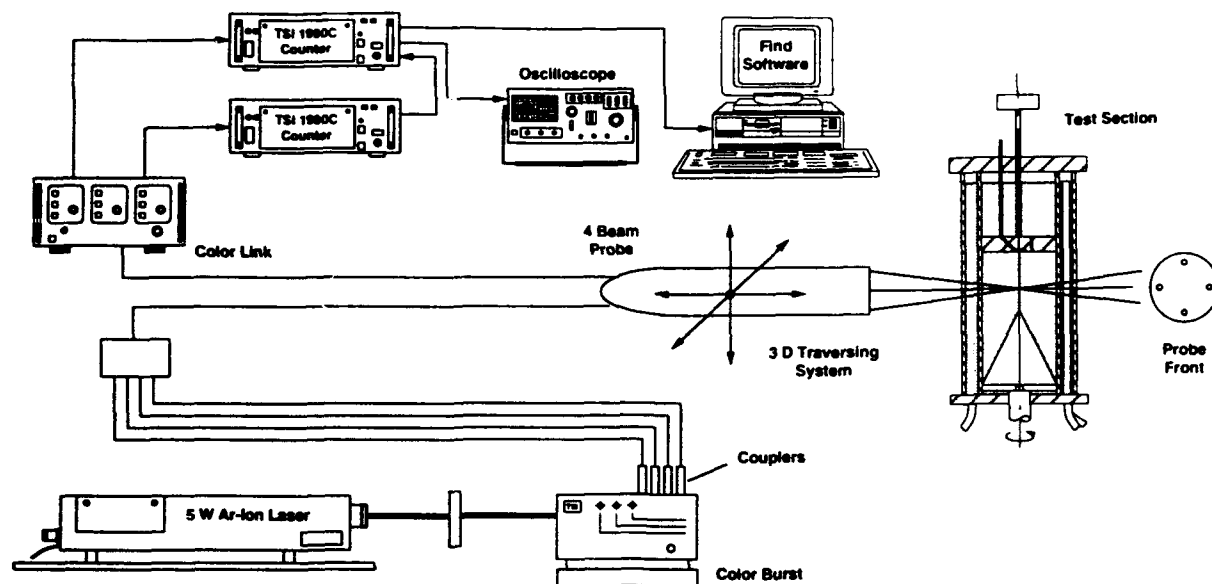 TSI 1980C
Counter
TSI 1980C
Counter
Oscilloscope
Find
Software
Test Section
Color Link
4 Beam
Probe
3 D Traversing
System
Probe
Front
Couplers
5 W Ar-Ion Laser
TSI
Color Burst